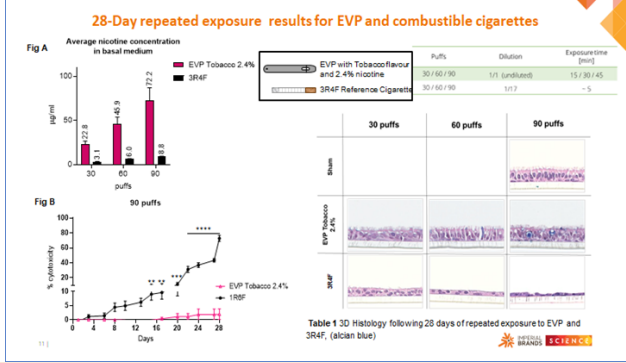 28-Day repeated exposure results for EVP and combustible cigarettes
Fig A
Average nicotine concentration
in basal medium
EVP Tobacco 2.4%
3R4F
µg/ml
100
50
0
22.8
3.1
45.9
6.0
72.2
8.8
30
60
90
puffs
EVP with Tobacco flavour
and 2.4% nicotine
3R4F Reference Cigarette
Puffs
Dilution
Exposure time
[min]
30 / 60 / 90
1/1 (undiluted)
15 / 30 / 45
30 / 60 / 90
1/17
~ 5
30 puffs
60 puffs
90 puffs
Sham
EVP Tobacco
2.4%
3R4F
Fig B
90 puffs
% cytotoxicity
100
80
60
40
20
10
5
0
**
**
***
****
EVP Tobacco 2.4%
1R6F
0
4
8
12
16
20
24
28
Days
Table 1 3D Histology following 28 days of repeated exposure to EVP and
3R4F, (alcian blue)
11 |
IMPERIAL
BRANDS
SCIENCE